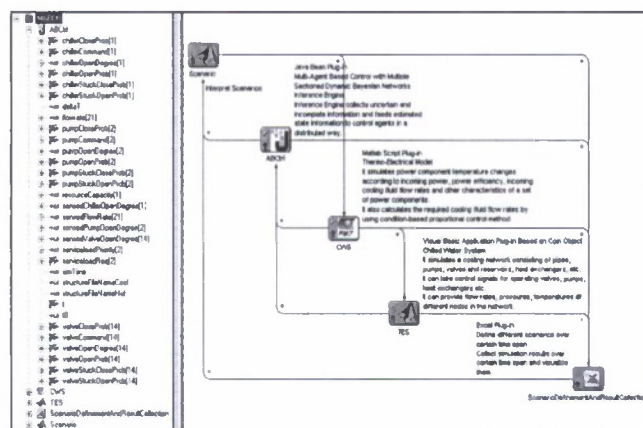 ABCM
chillerCloseProb[1]
chillerCommand[1]
chillerOpenDegree[1]
chillerOpenProb[1]
chillerStuckCloseProb[1]
chillerStuckOpenProb[1]
deltaT
flowrate[21]
pumpCloseProb[2]
pumpCommand[2]
pumpOpenDegree[2]
pumpOpenProb[2]
pumpStuckCloseProb[2]
pumpStuckOpenProb[2]
resourceCapacity[1]
sensedChillerOpenDegree[1]
sensedFlowRate[21]
sensedPumpOpenDegree[2]
sensedValveOpenDegree[14]
serviceloadPriority[2]
serviceloadReq[2]
simTime
structureFileNameCool
valveCloseProb[14]
valveCommand[14]
valveOpenDegree[14]
valveOpenProb[14]
valveStuckCloseProb[14]
valveStuckOpenProb[14]
CWS
TES
ScenarioDefinementAndResultCollection
Scenario
Scenario
Interpret Scenarios
Java Bean Plug-in
Multi-Agent Based Control with Multiple
Sectioned Dynamic Bayesian Networks
Inference Engine
Inference Engine collects uncertain and
incomplete information and feeds estimated
state information to control agents in a
distributed way.
ABCM
Matlab Script Plug-in
Thermo-Electrical Model
It simulates power component temperature changes
according to incoming power, power efficiency, incoming
cooling fluid flow rates and other characteristics of a set
of power components.
It also calculates the required cooling fluid flow rates by
using condition-based proportional control method
CWS
Visual Basic Application Plug-in Based on Com Object
Chilled Water System
It simulates a cooling network consisting of pipes,
pumps, valves and reservoirs, heat exchangers, etc.
It can take control signals for operating valves, pumps,
heat exchangers etc.
It can provide flow rates, pressures, temperatures of
different nodes in the network.
TES
Excel Plug-in
Define different scenarios over
certain time span
Collect simulation results over
certain time span and visualize
them
ScenarioDefinementAndResultCollection